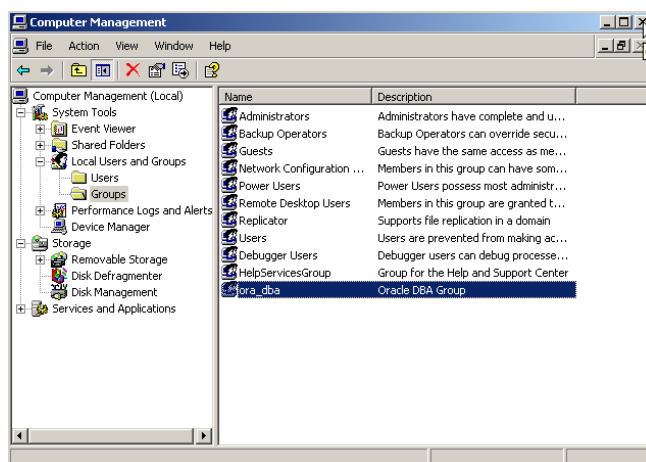 Computer Management
File Action View Window Help
Computer Management (Local)
System Tools
Event Viewer
Shared Folders
Local Users and Groups
Users
Groups
Performance Logs and Alerts
Device Manager
Storage
Removable Storage
Disk Defragmenter
Disk Management
Services and Applications
Name Description
Administrators Administrators have complete and u...
Backup Operators Backup Operators can override secu...
Guests Guests have the same access as me...
Network Configuration ... Members in this group can have som...
Power Users Power Users possess most administr...
Remote Desktop Users Members in this group are granted t...
Replicator Supports file replication in a domain
Users Users are prevented from making ac...
Debugger Users Debugger users can debug processe...
HelpServicesGroup Group for the Help and Support Center
ora_dba Oracle DBA Group